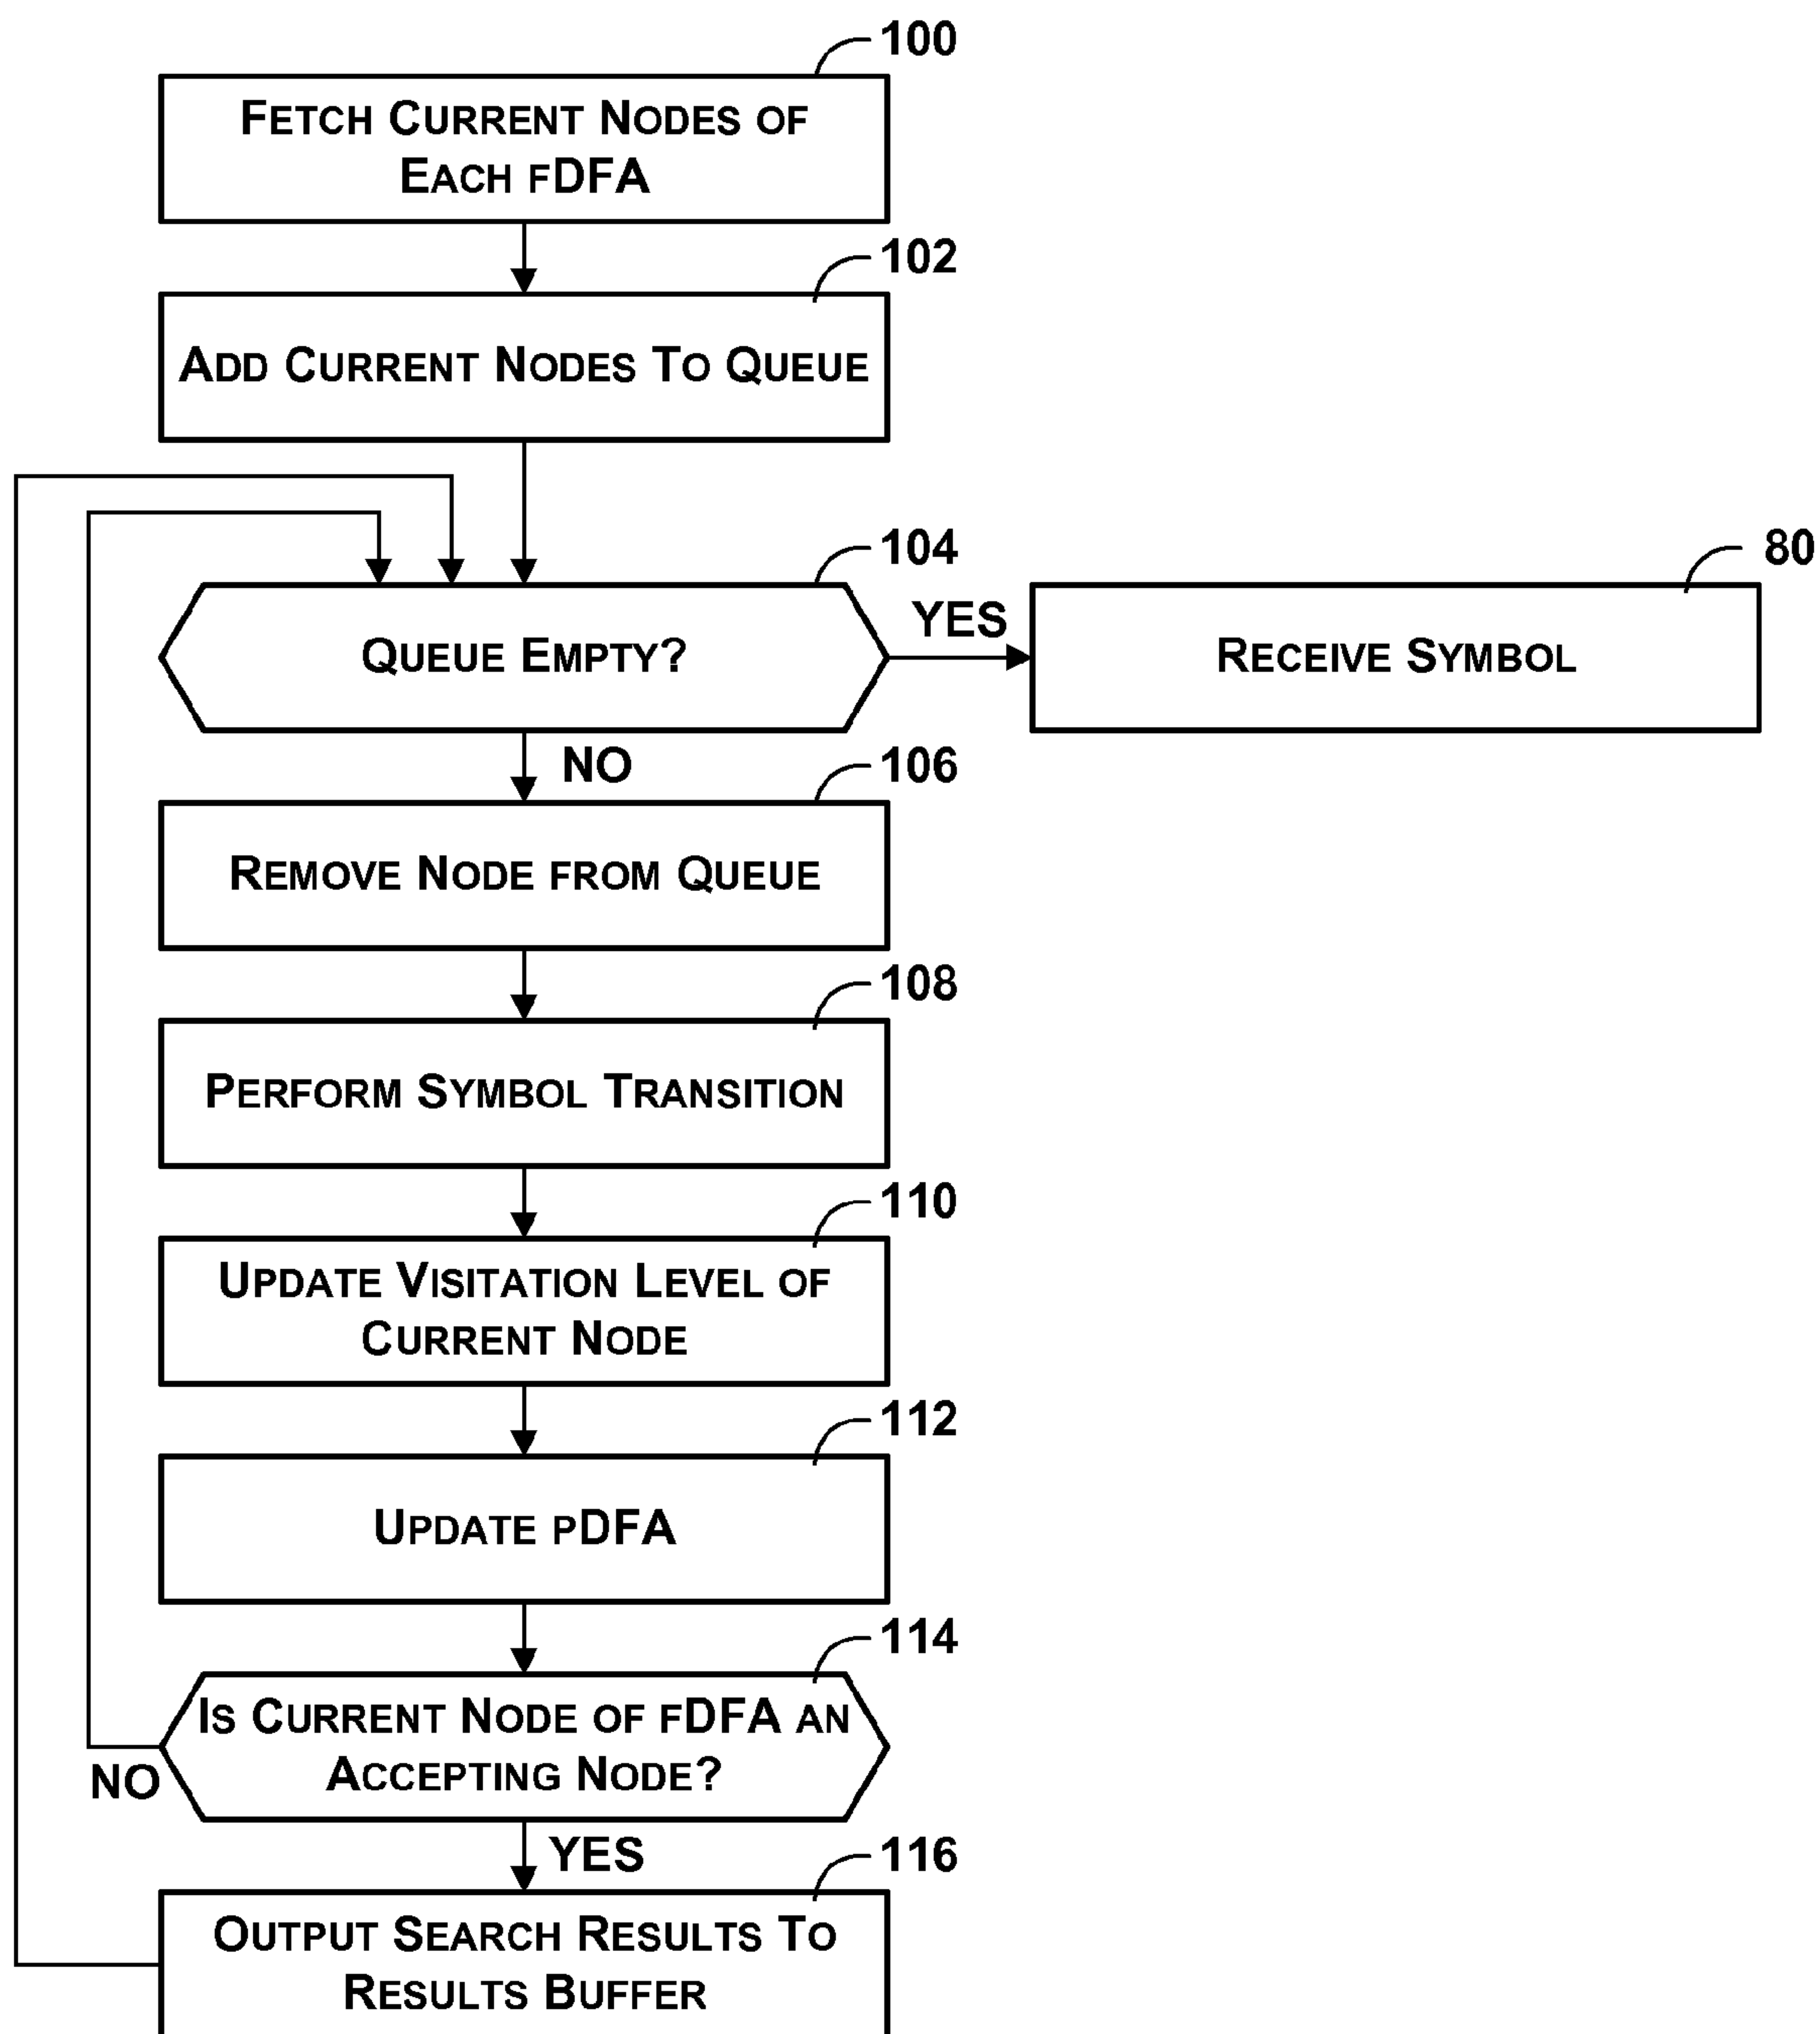 100
FETCH CURRENT NODES OF
EACH FDFA
102
ADD CURRENT NODES TO QUEUE
104
QUEUE EMPTY?
YES
80
RECEIVE SYMBOL
NO
106
REMOVE NODE FROM QUEUE
108
PERFORM SYMBOL TRANSITION
110
UPDATE VISITATION LEVEL OF
CURRENT NODE
112
UPDATE PDFA
114
IS CURRENT NODE OF FDFA AN
ACCEPTING NODE?
NO
YES
116
OUTPUT SEARCH RESULTS TO
RESULTS BUFFER